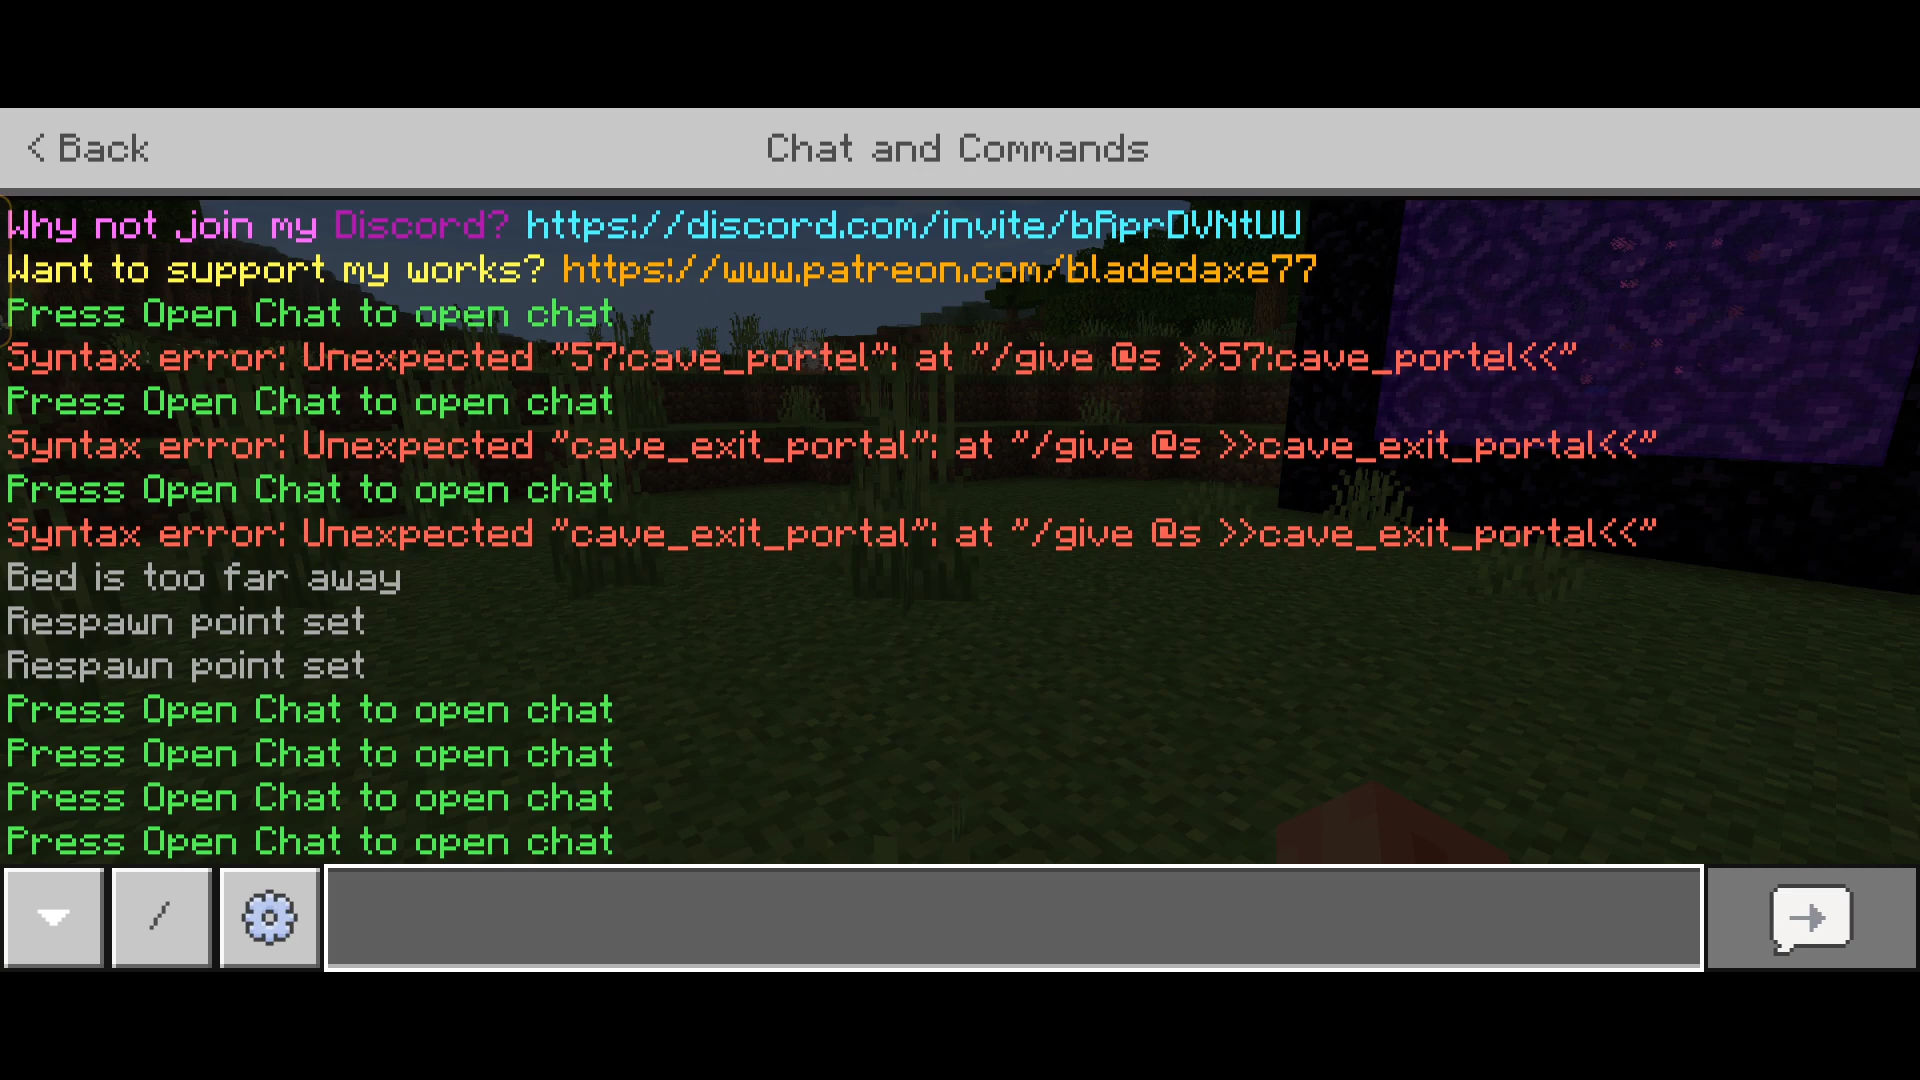 < Back
Chat and Commands
Why not join my Discord? https://discord.com/invite/bRprDVNtUU
Want to support my works? https://www.patreon.com/bladedaxe77
Press Open Chat to open chat
Syntax error: Unexpected "57:cave_portel": at "/give @s >>57:cave_portel<<"
Press Open Chat to open chat
Syntax error: Unexpected "cave_exit_portal": at "/give @s >>cave_exit_portal<<"
Press Open Chat to open chat
Syntax error: Unexpected "cave_exit_portal": at "/give @s >>cave_exit_portal<<"
Bed is too far away
Respawn point set
Respawn point set
Press Open Chat to open chat
Press Open Chat to open chat
Press Open Chat to open chat
Press Open Chat to open chat
/